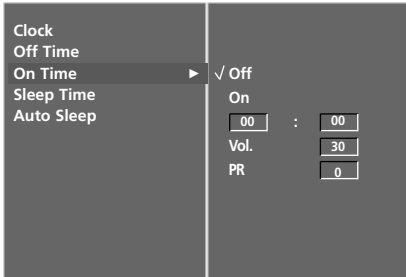 Clock
Off Time
On Time ►
Sleep Time
Auto Sleep
√ Off
On
00 : 00
Vol. 30
PR 0